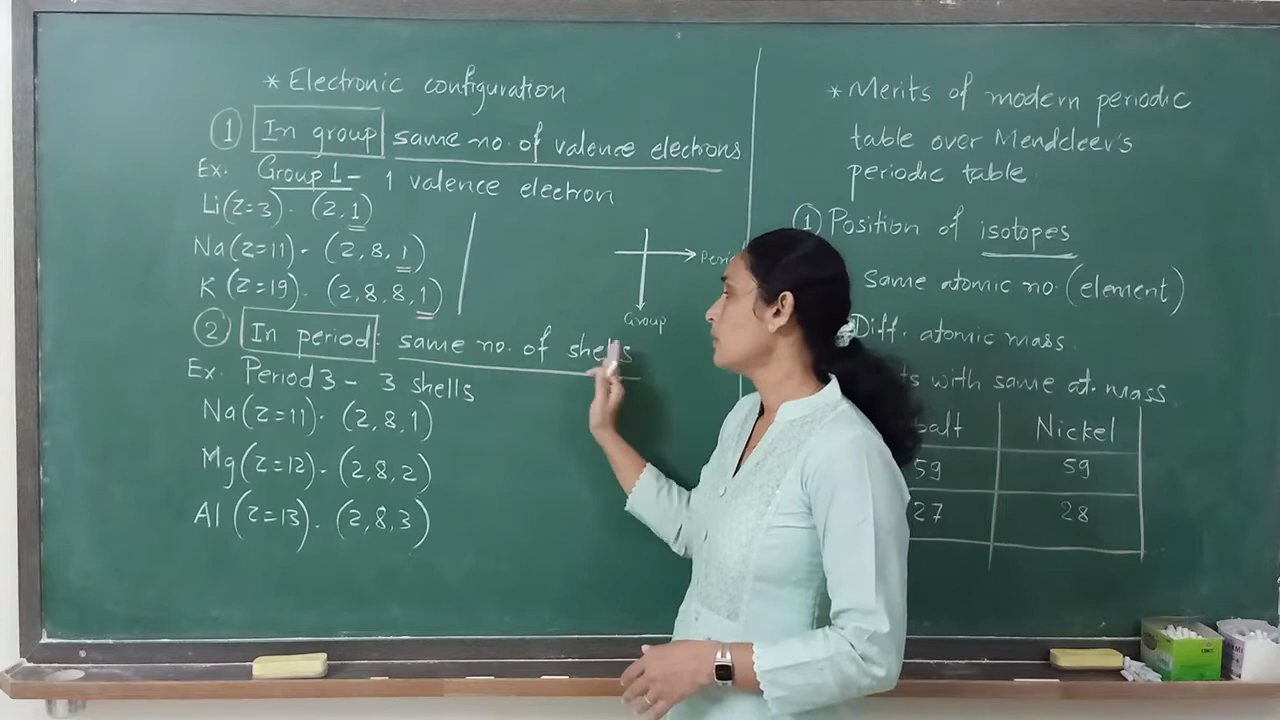 * Electronic configuration
① In group same no. of valence electrons
Ex. Group 1 - 1 valence electron
Li (Z=3). (2,1)
Na (Z=11). (2,8,1)
K (Z=19). (2,8,8,1)
Group
② In period: same no. of shells
Ex. Period 3 - 3 shells
Na (Z=11). (2,8,1)
Mg (Z=12). (2,8,2)
Al (Z=13). (2,8,3)
* Merits of modern periodic
table over Mendeleev's
periodic table
① Position of isotopes
Same atomic no. (element)
Diff. atomic mass.
with same at. mass.
Nickel
59 59
27 28